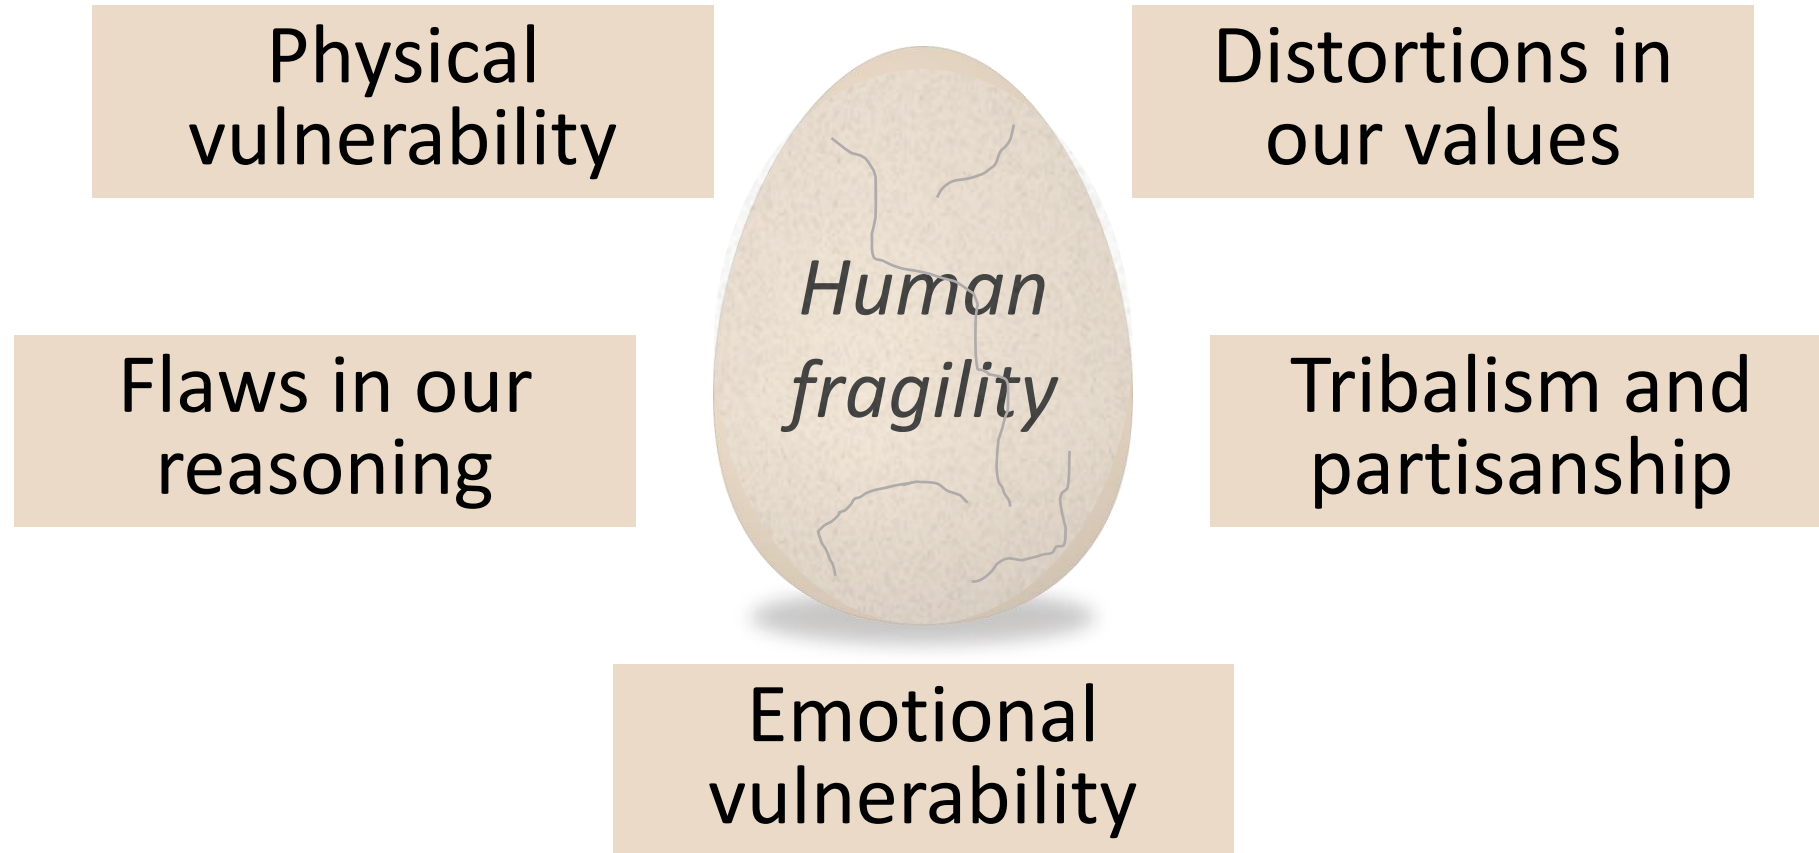 Physical
vulnerability
Distortions in
our values
Human
fragility
Flaws in our
reasoning
Tribalism and
partisanship
Emotional
vulnerability